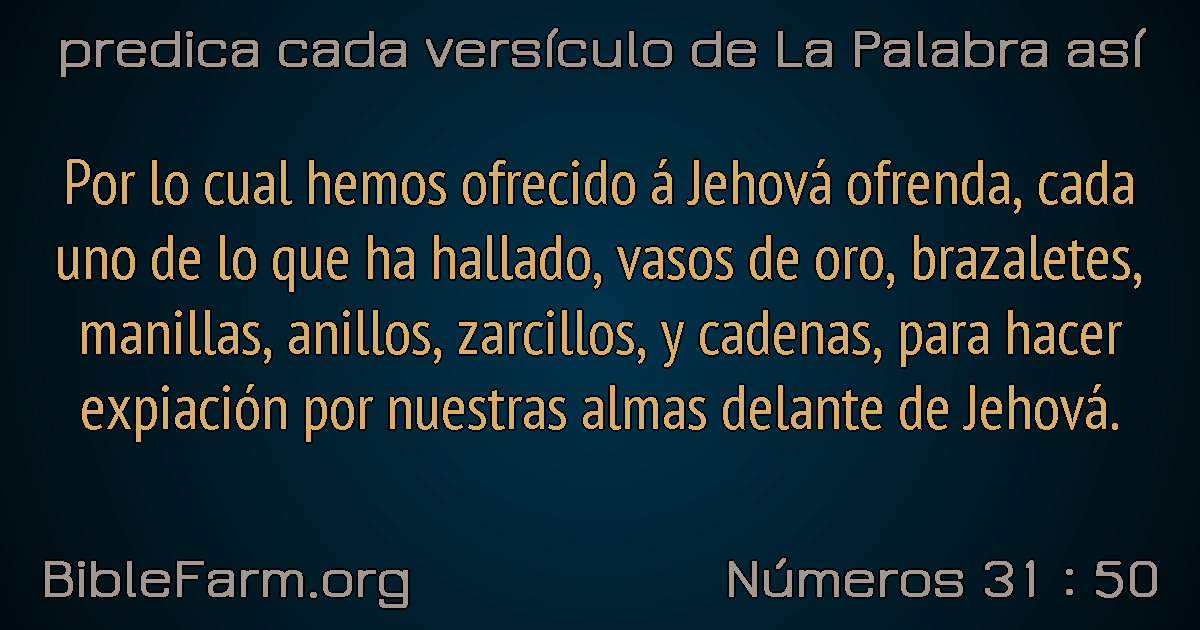 predica cada versículo de La Palabra así
Por lo cual hemos ofrecido á Jehová ofrenda, cada
uno de lo que ha hallado, vasos de oro, brazaletes,
manillas, anillos, zarcillos, y cadenas, para hacer
expiación por nuestras almas delante de Jehová.
BibleFarm.org
Números 31 : 50